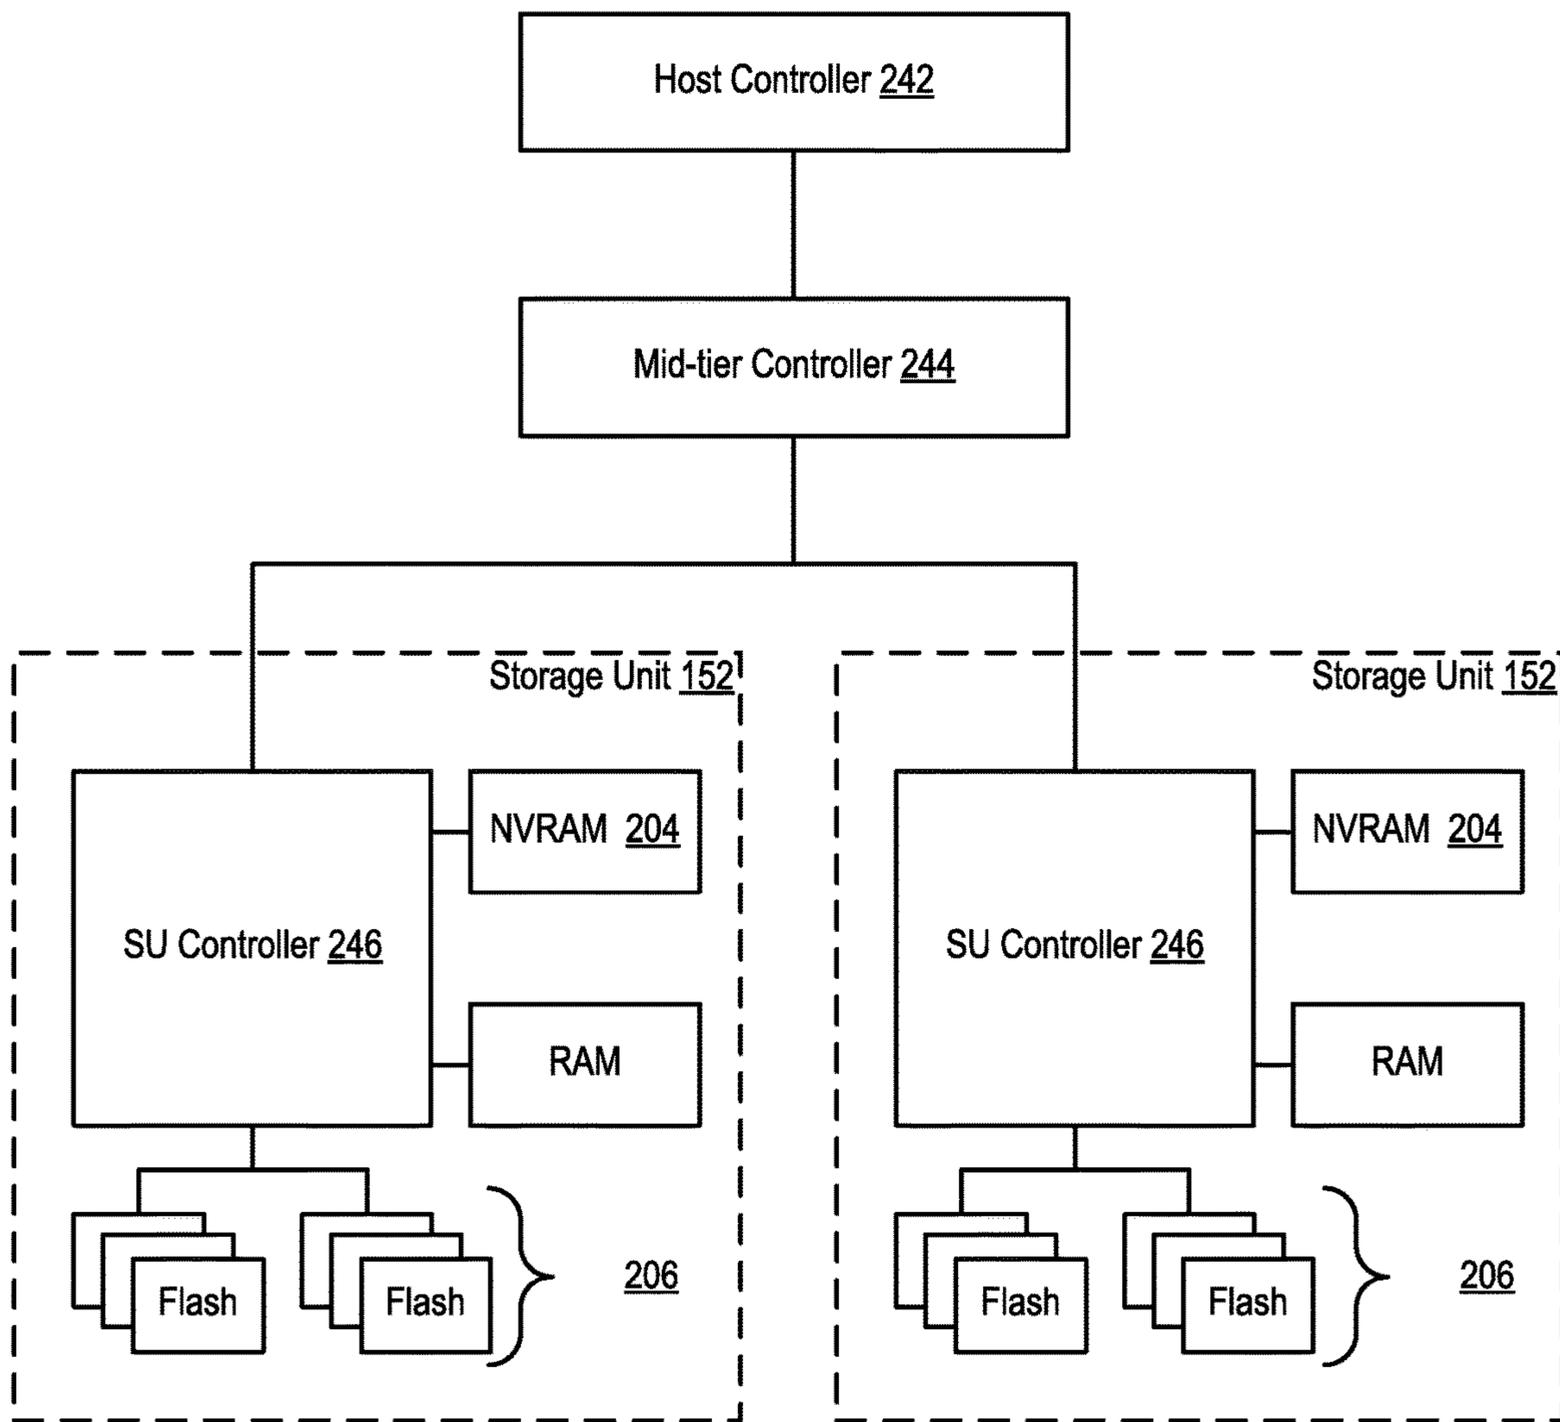 Host Controller 242
Mid-tier Controller 244
Storage Unit 152
NVRAM 204
SU Controller 246
RAM
Flash
Flash
206
Storage Unit 152
NVRAM 204
SU Controller 246
RAM
Flash
Flash
206